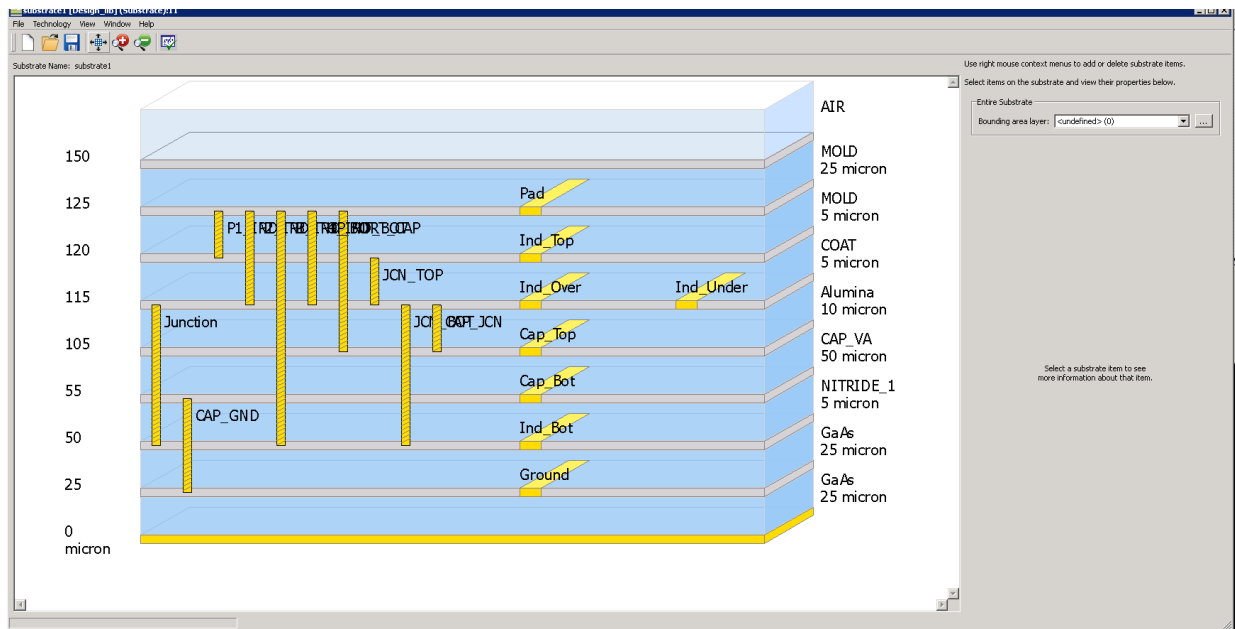 substrate1 [Design_lib] (Substrate):11
File Technology View Window Help
Substrate Name: substrate1
Use right mouse context menus to add or delete substrate items.
Select items on the substrate and view their properties below.
Entire Substrate
Bounding area layer: <undefined> (0) ...
AIR
150
MOLD
25 micron
125
Pad
MOLD
5 micron
120
Ind_Top
COAT
5 micron
JCN_TOP
115
Ind_Over
Ind_Under
Alumina
10 micron
Junction
105
Cap_Top
CAP_VA
50 micron
55
Cap_Bot
NITRIDE_1
5 micron
CAP_GND
50
Ind_Bot
GaAs
25 micron
25
Ground
GaAs
25 micron
0
micron
Select a substrate item to see
more information about that item.